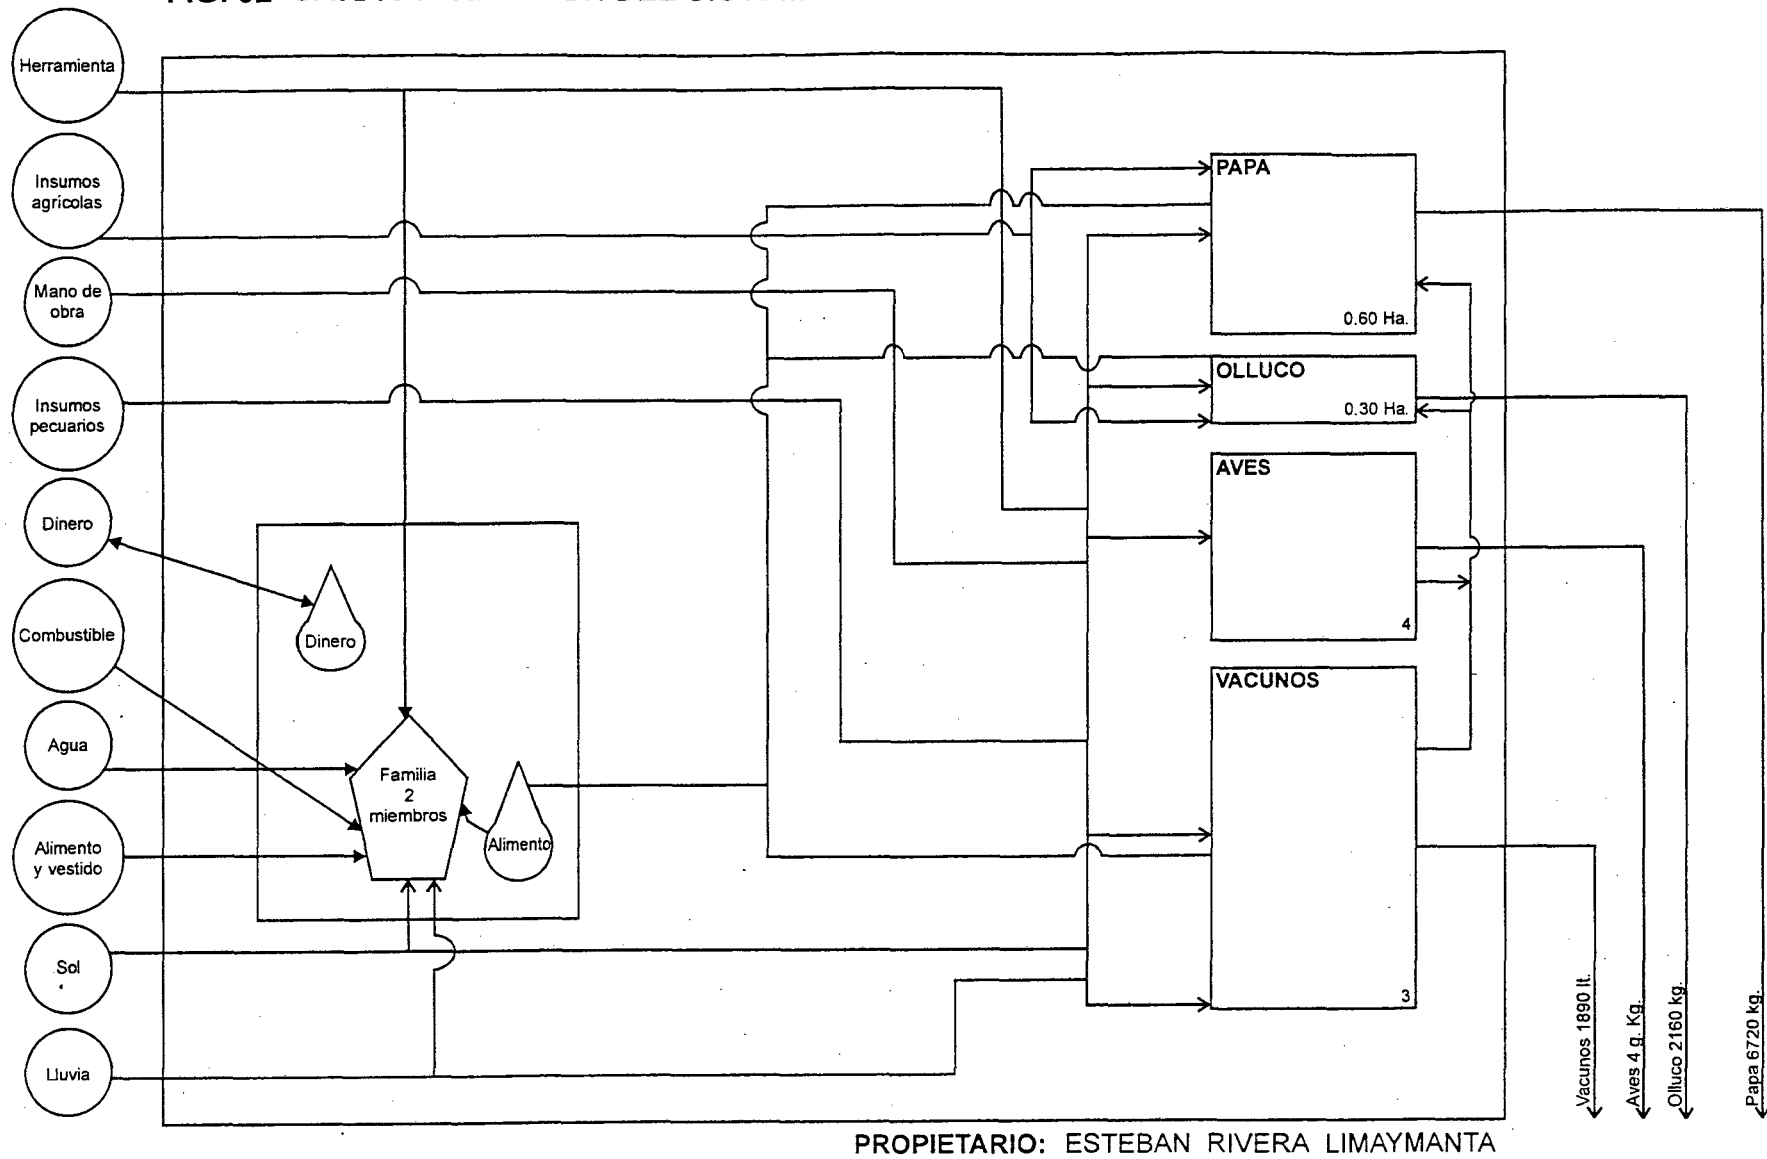 Herramienta
Insumos
agrícolas
Mano de
obra
Insumos
pecuarios
Dinero
Combustible
Agua
Alimento
y vestido
Sol
Lluvia
Dinero
Familia
2
miembros
Alimento
PAPA
0.60 Ha.
OLLUCO
0.30 Ha.
AVES
4
VACUNOS
3
Vacunos 1890 lt.
Aves 4 g. Kg.
Olluco 2160 kg.
Papa 6720 kg.
PROPIETARIO: ESTEBAN RIVERA LIMAYMANTA